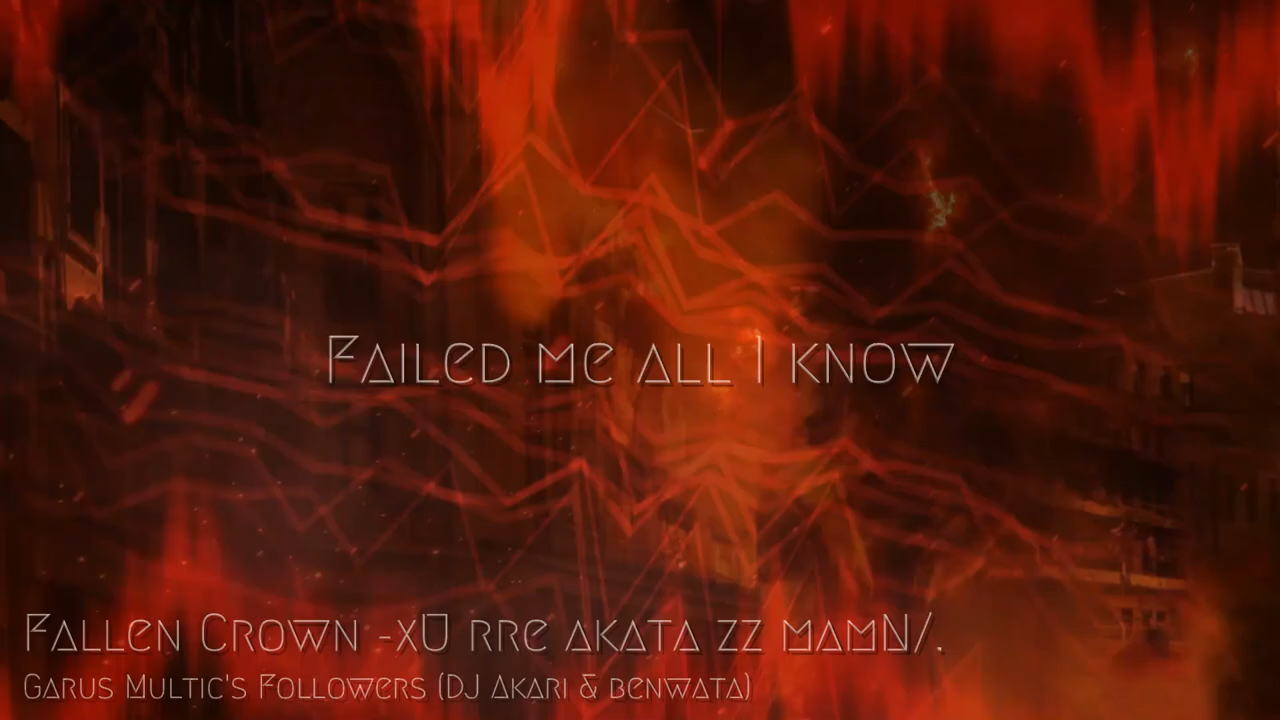 Failed me all I know
Fallen Crown -xU rre akata zz mamN/.
Garus Multic's Followers (DJ Akari & benwata)